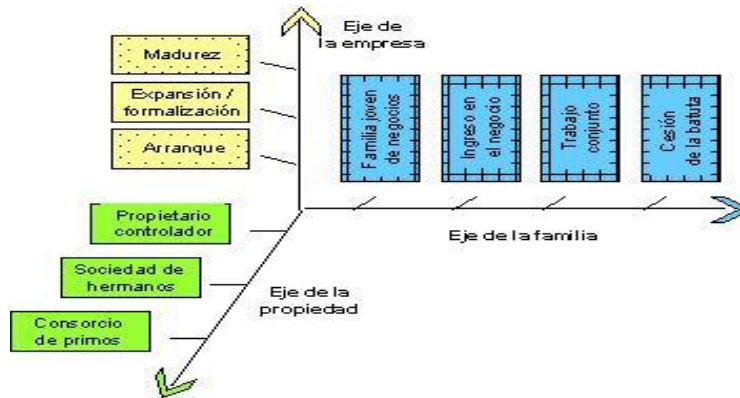 Eje de
la empresa
Madurez
Expansión /
formalización
Arranque
Familia joven
de negocios
Ingreso en
el negocio
Trabajo
conjunto
Cesión
de la batuta
Eje de la familia
Propietario
controlador
Sociedad de
hermanos
Consorcio
de primos
Eje de la
propiedad